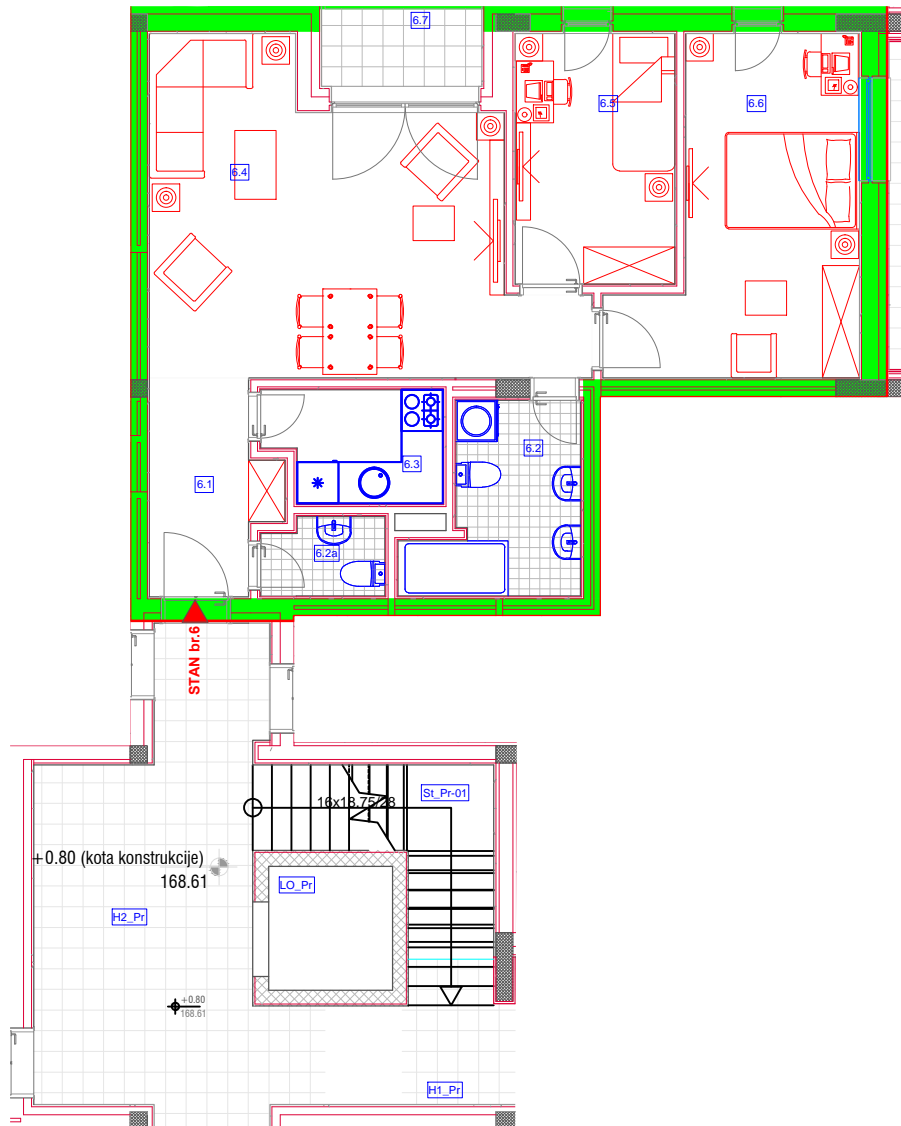 6.7
6.5
6.6
6.4
6.2
6.3
6.1
6.2a
STAN br.6
St_Pr-01
16x18.75/28
+0.80 (kota konstrukcije)
168.61
LO_Pr
H2_Pr
+0.80
168.61
H1_Pr